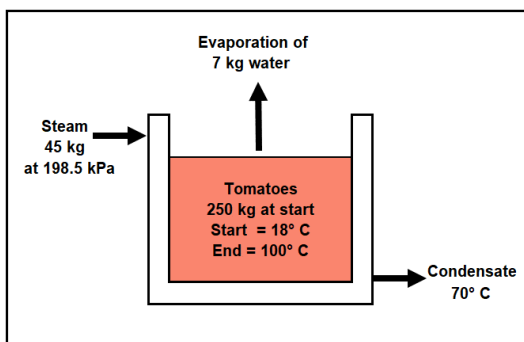 Evaporation of
7 kg water
Steam
45 kg
at 198.5 kPa
Tomatoes
250 kg at start
Start = 18° C
End = 100° C
Condensate
70° C